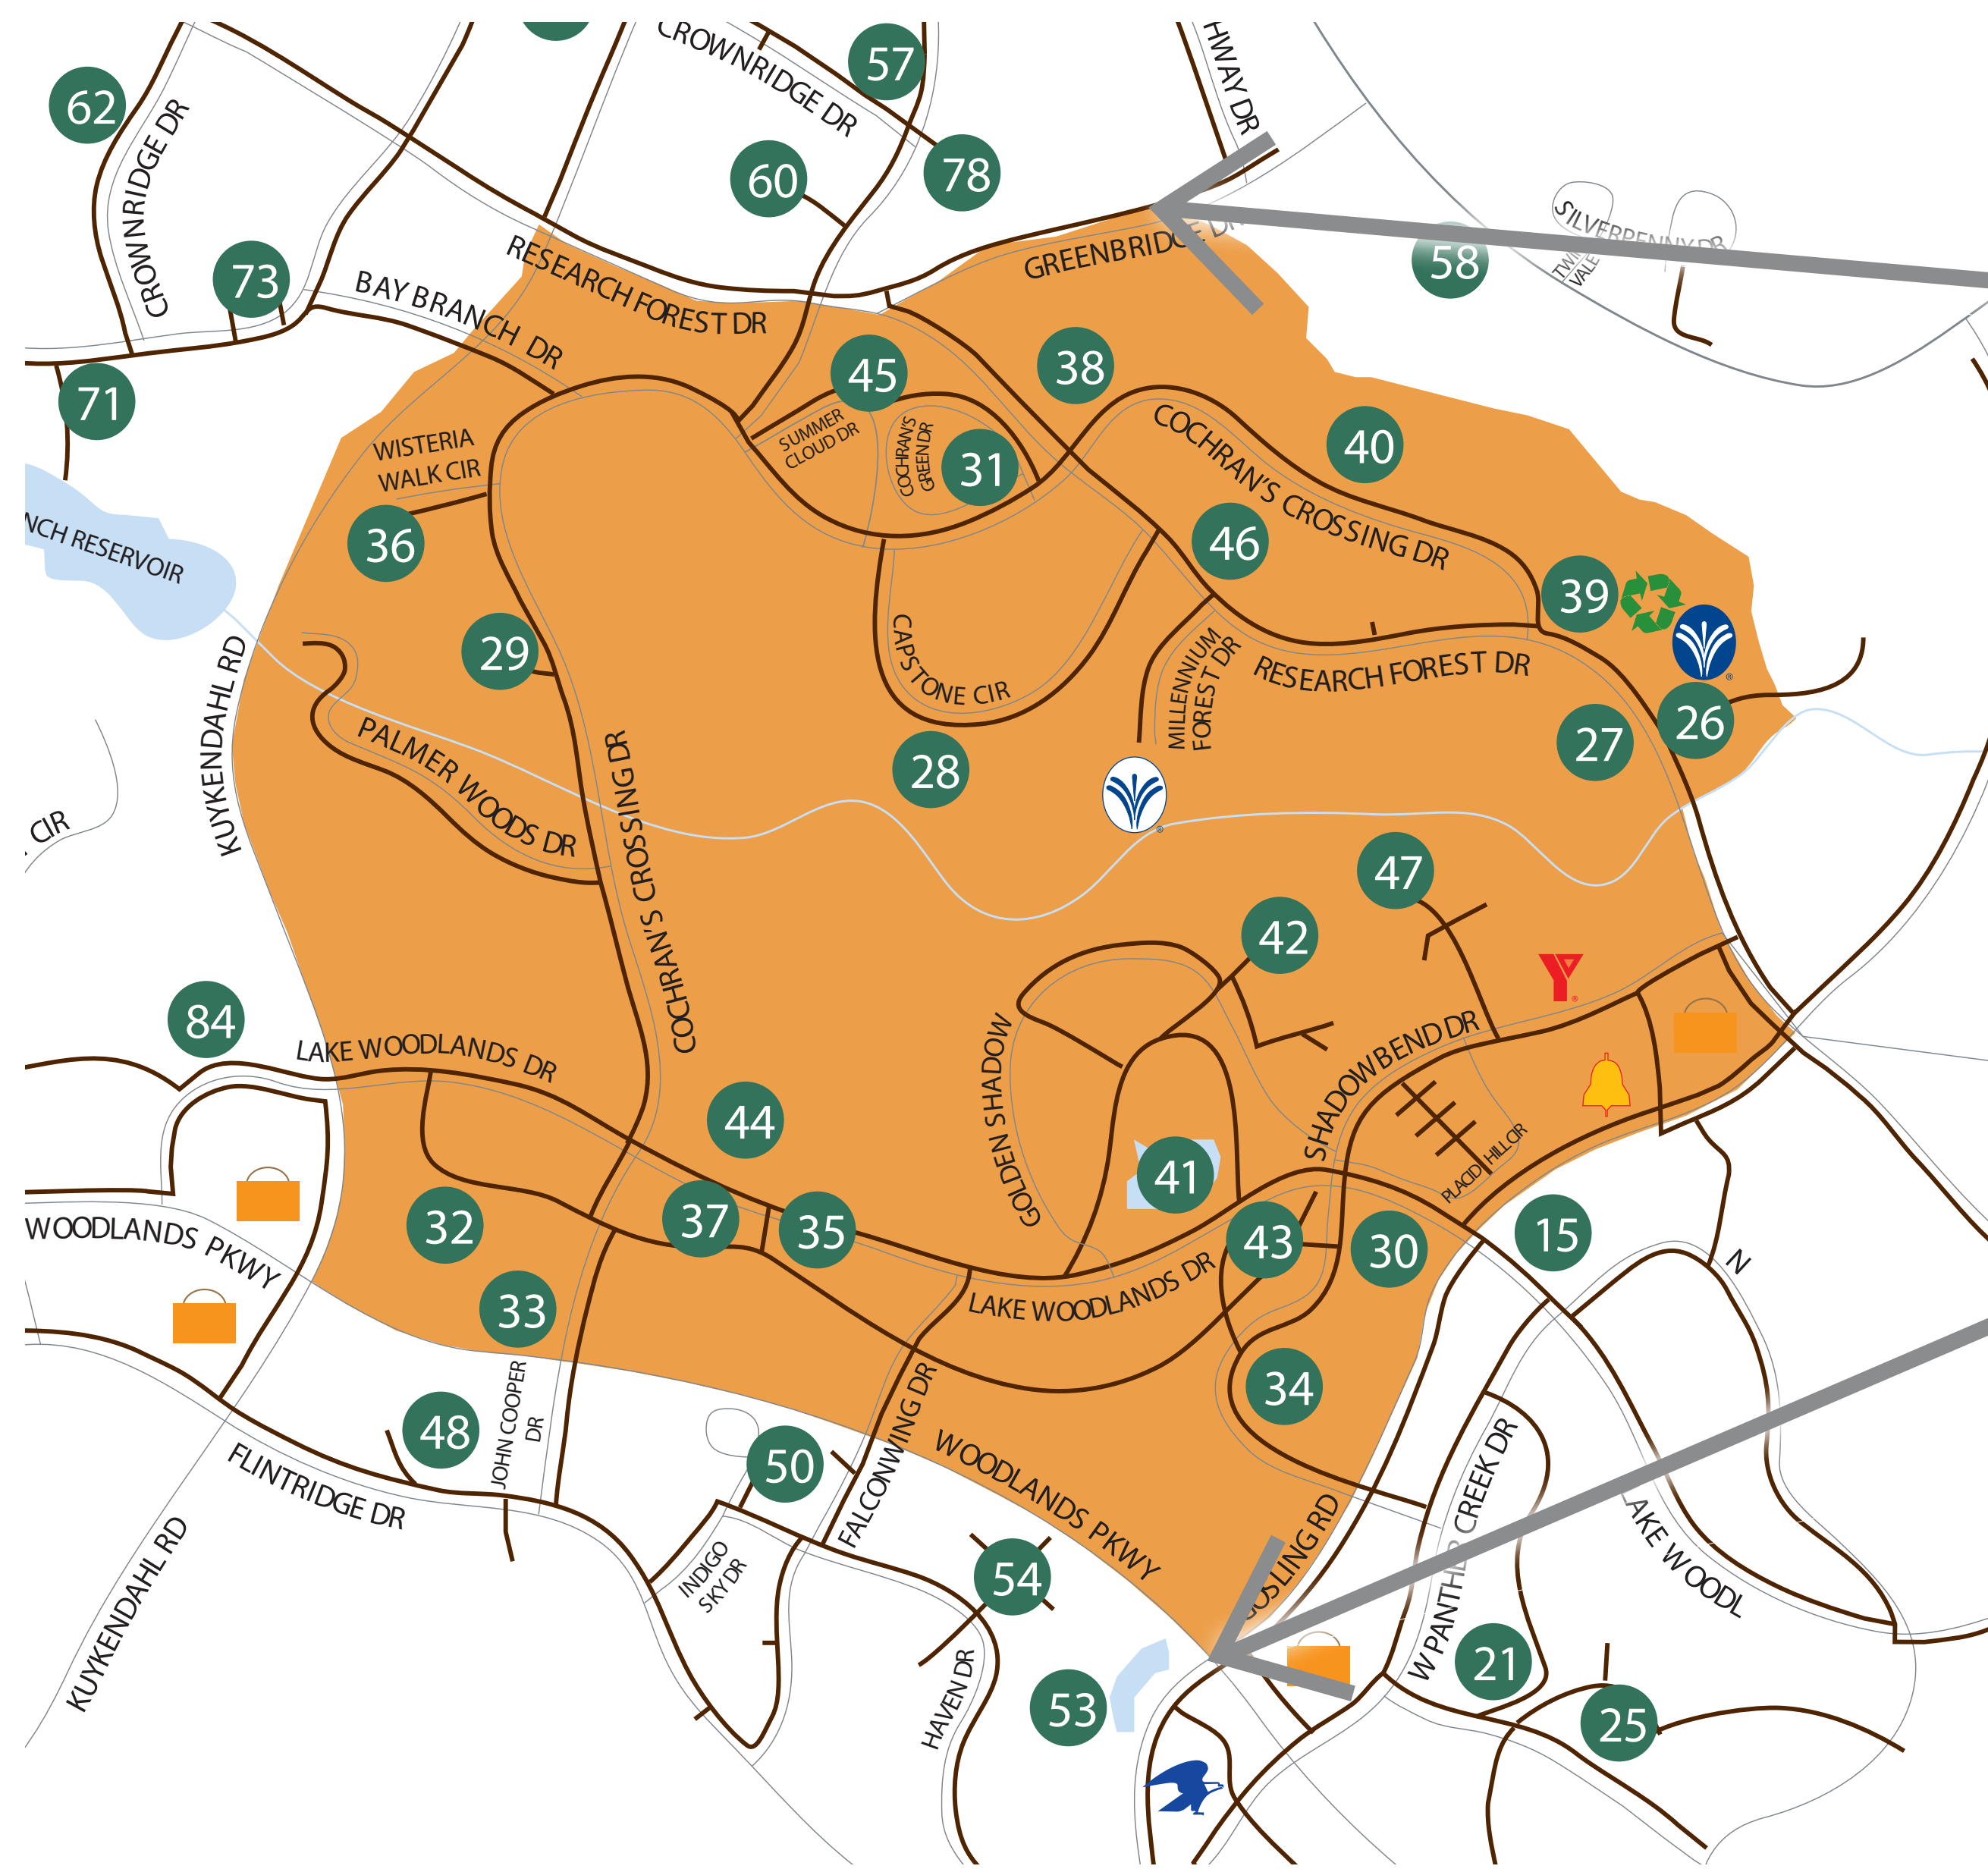 CROWNRIDGE DR
57
HWAY DR
62
CROWNRIDGE DR
60
78
SILVERPENNY DR
58
GREENBRIDGE DR
RESEARCH FOREST DR
73
BAY BRANCH DR
45
38
71
SUMMER
CLOUD DR
COCHRAN'S
GREEN DR
31
COCHRAN'S CROSSING DR
40
WISTERIA
WALK CIR
36
NCH RESERVOIR
46
39
29
CAPSTONE CIR
MILLENNIUM
FOREST DR
RESEARCH FOREST DR
KUYKENDAHL RD
26
27
PALMER WOODS DR
28
COCHRAN'S CROSSING DR
CIR
47
42
84
LAKE WOODLANDS DR
GOLDEN SHADOW
SHADOWBEND DR
44
PLACID HILL CIR
41
32
37
35
43
30
15
WOODLANDS PKWY
N
33
LAKE WOODLANDS DR
34
JOHN COOPER
DR
48
FALCONWING DR
WOODLANDS PKWY
50
FLINTRIDGE DR
GOSLING RD
W PANTHER CREEK DR
LAKE WOODL
INDIGO
SKY DR
54
KUYKENDAHL RD
HAVEN DR
53
21
25